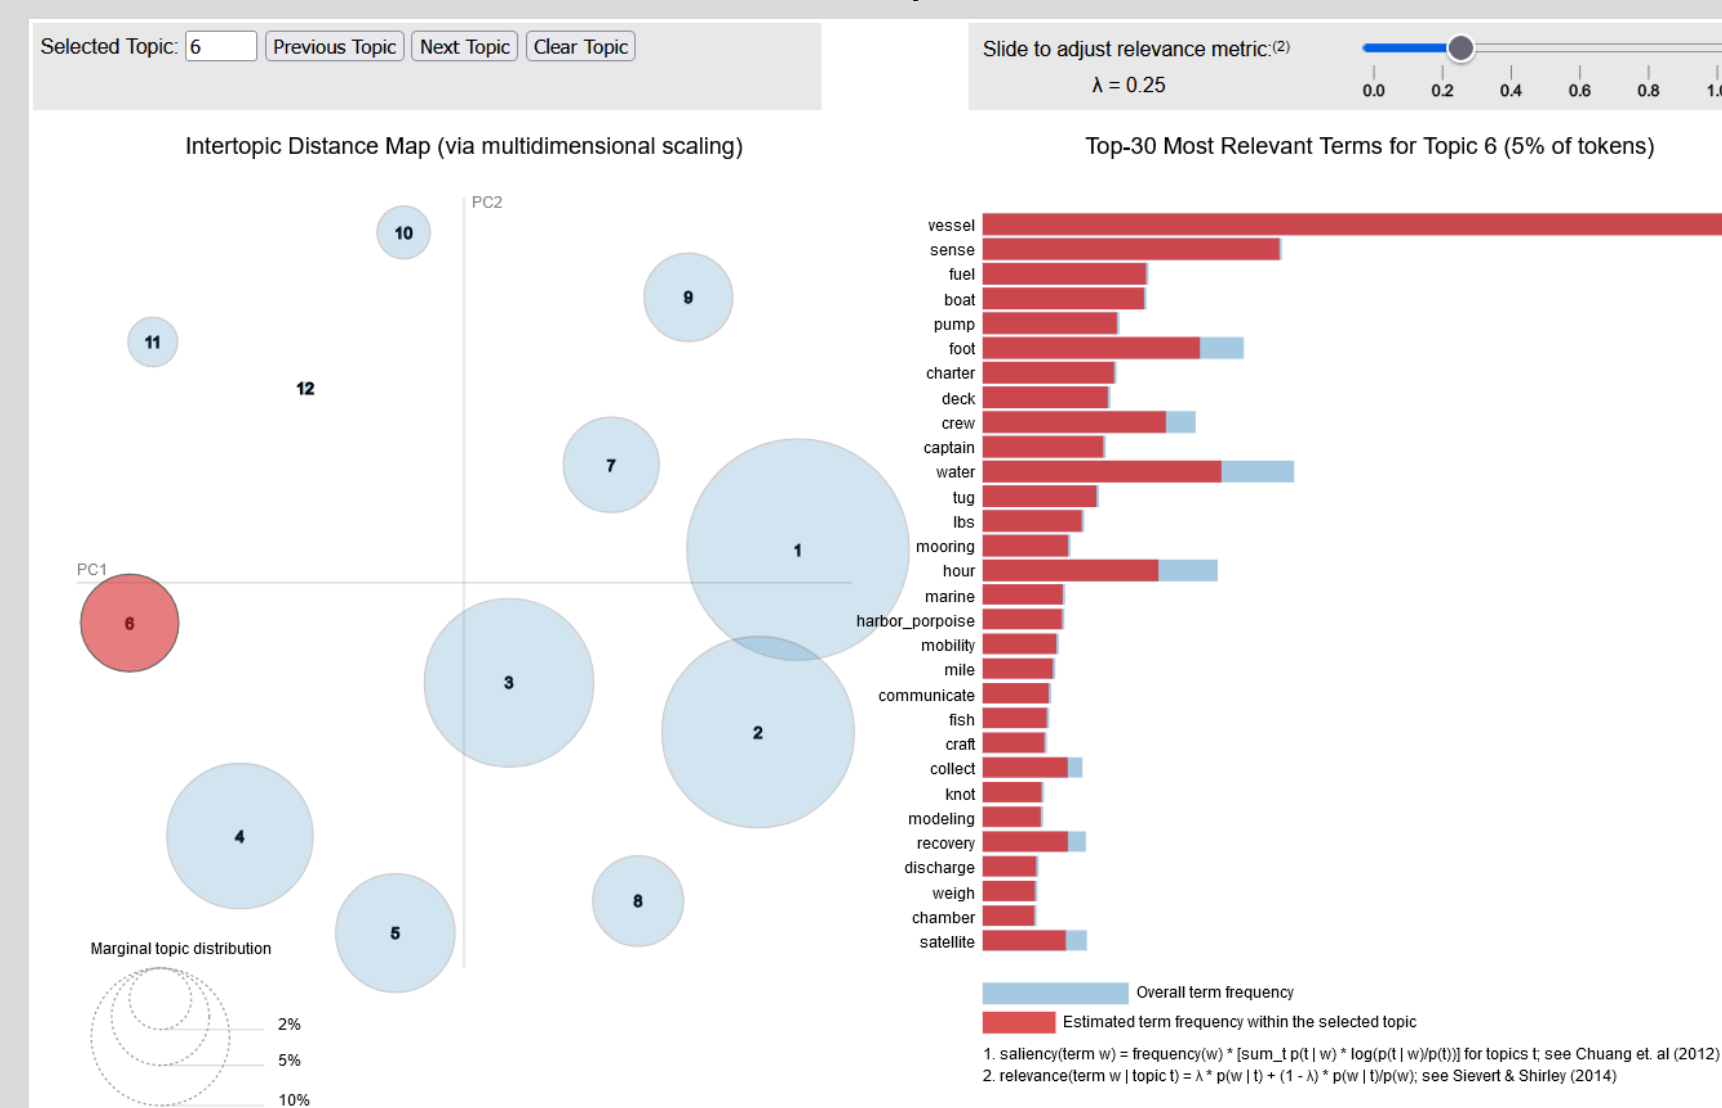 Selected Topic: 6 Previous Topic Next Topic Clear Topic
Slide to adjust relevance metric:(2)
λ = 0.25
0.0 0.2 0.4 0.6 0.8 1.0
Intertopic Distance Map (via multidimensional scaling)
PC2
PC1
10
9
11
12
7
1
6
3
2
4
8
5
Marginal topic distribution
2%
5%
10%
Top-30 Most Relevant Terms for Topic 6 (5% of tokens)
vessel
sense
fuel
boat
pump
foot
charter
deck
crew
captain
water
tug
lbs
mooring
hour
marine
harbor_porpoise
mobility
mile
communicate
fish
craft
collect
knot
modeling
recovery
discharge
weigh
chamber
satellite
Overall term frequency
Estimated term frequency within the selected topic
1. saliency(term w) = frequency(w) * [sum_t p(t | w) * log(p(t | w)/p(t))] for topics t; see Chuang et. al (2012)
2. relevance(term w | topic t) = λ * p(w | t) + (1 - λ) * p(w | t)/p(w); see Sievert & Shirley (2014)